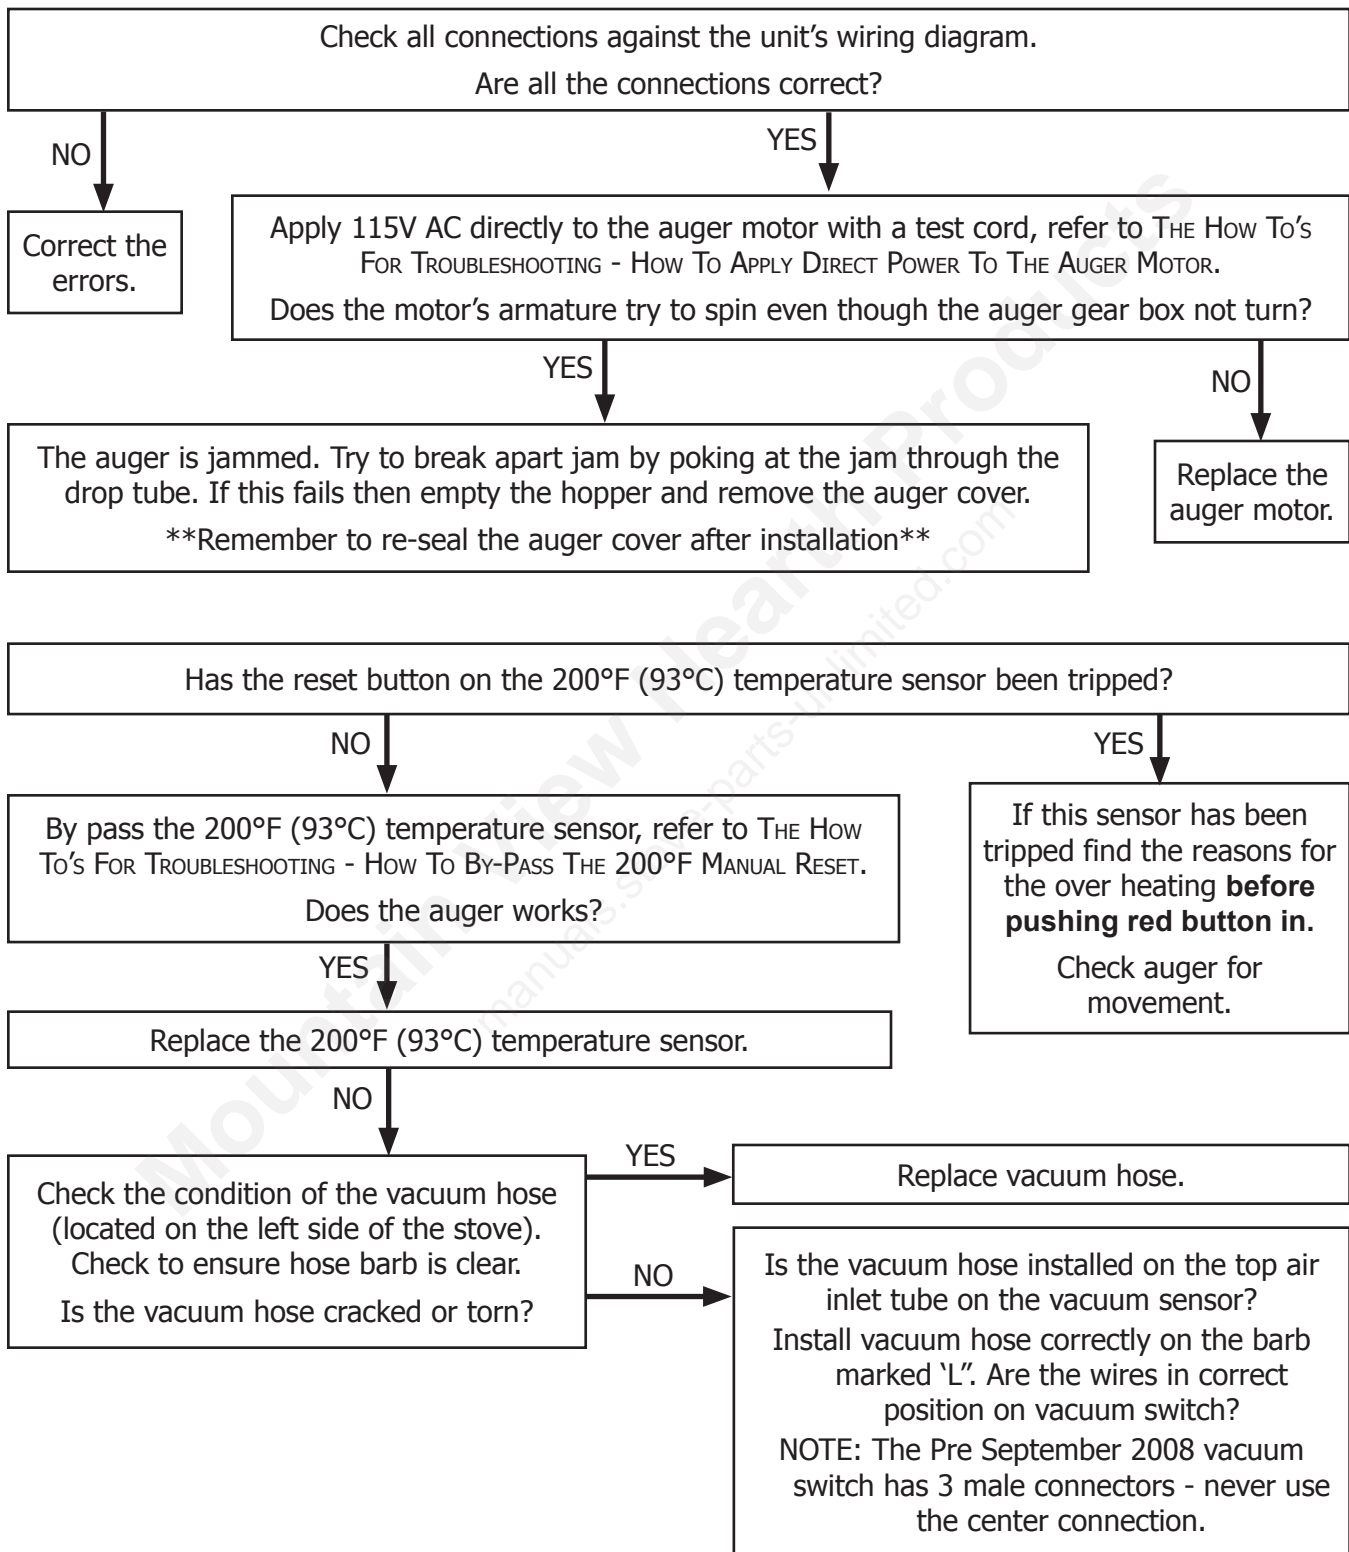 Check all connections against the unit's wiring diagram.
Are all the connections correct?
NO
YES
Correct the
errors.
Apply 115V AC directly to the auger motor with a test cord, refer to The How To's
For Troubleshooting - How To Apply Direct Power To The Auger Motor.
Does the motor's armature try to spin even though the auger gear box not turn?
YES
NO
The auger is jammed. Try to break apart jam by poking at the jam through the
drop tube. If this fails then empty the hopper and remove the auger cover.
**Remember to re-seal the auger cover after installation**
Replace the
auger motor.
Has the reset button on the 200°F (93°C) temperature sensor been tripped?
NO
YES
By pass the 200°F (93°C) temperature sensor, refer to The How
To's For Troubleshooting - How To By-Pass The 200°F Manual Reset.
Does the auger works?
If this sensor has been
tripped find the reasons for
the over heating before
pushing red button in.
Check auger for
movement.
YES
Replace the 200°F (93°C) temperature sensor.
NO
Check the condition of the vacuum hose
(located on the left side of the stove).
Check to ensure hose barb is clear.
Is the vacuum hose cracked or torn?
YES
Replace vacuum hose.
NO
Is the vacuum hose installed on the top air
inlet tube on the vacuum sensor?
Install vacuum hose correctly on the barb
marked ‘L”. Are the wires in correct
position on vacuum switch?
NOTE: The Pre September 2008 vacuum
switch has 3 male connectors - never use
the center connection.
Mountain View Hearth Products
manuals.stove-parts-unlimited.com